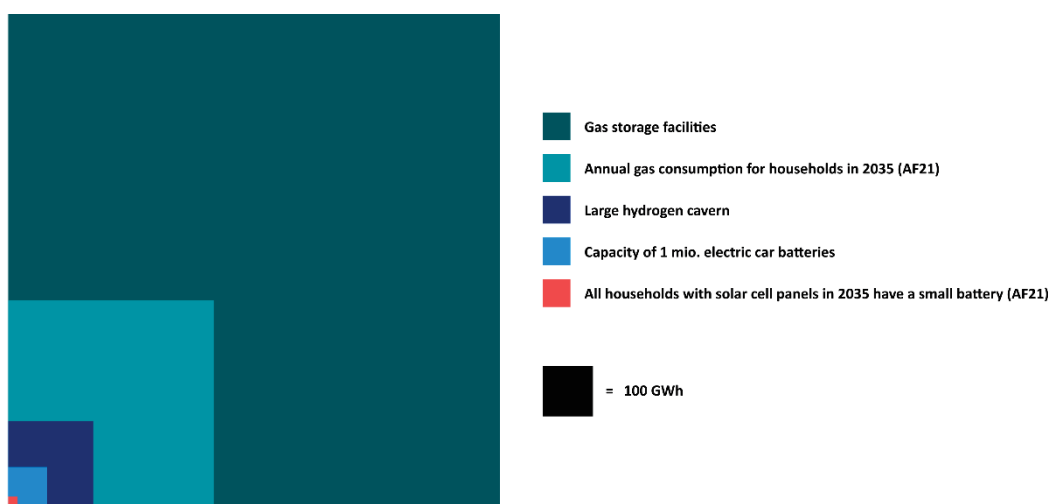 Gas storage facilities
Annual gas consumption for households in 2035 (AF21)
Large hydrogen cavern
Capacity of 1 mio. electric car batteries
All households with solar cell panels in 2035 have a small battery (AF21)
= 100 GWh